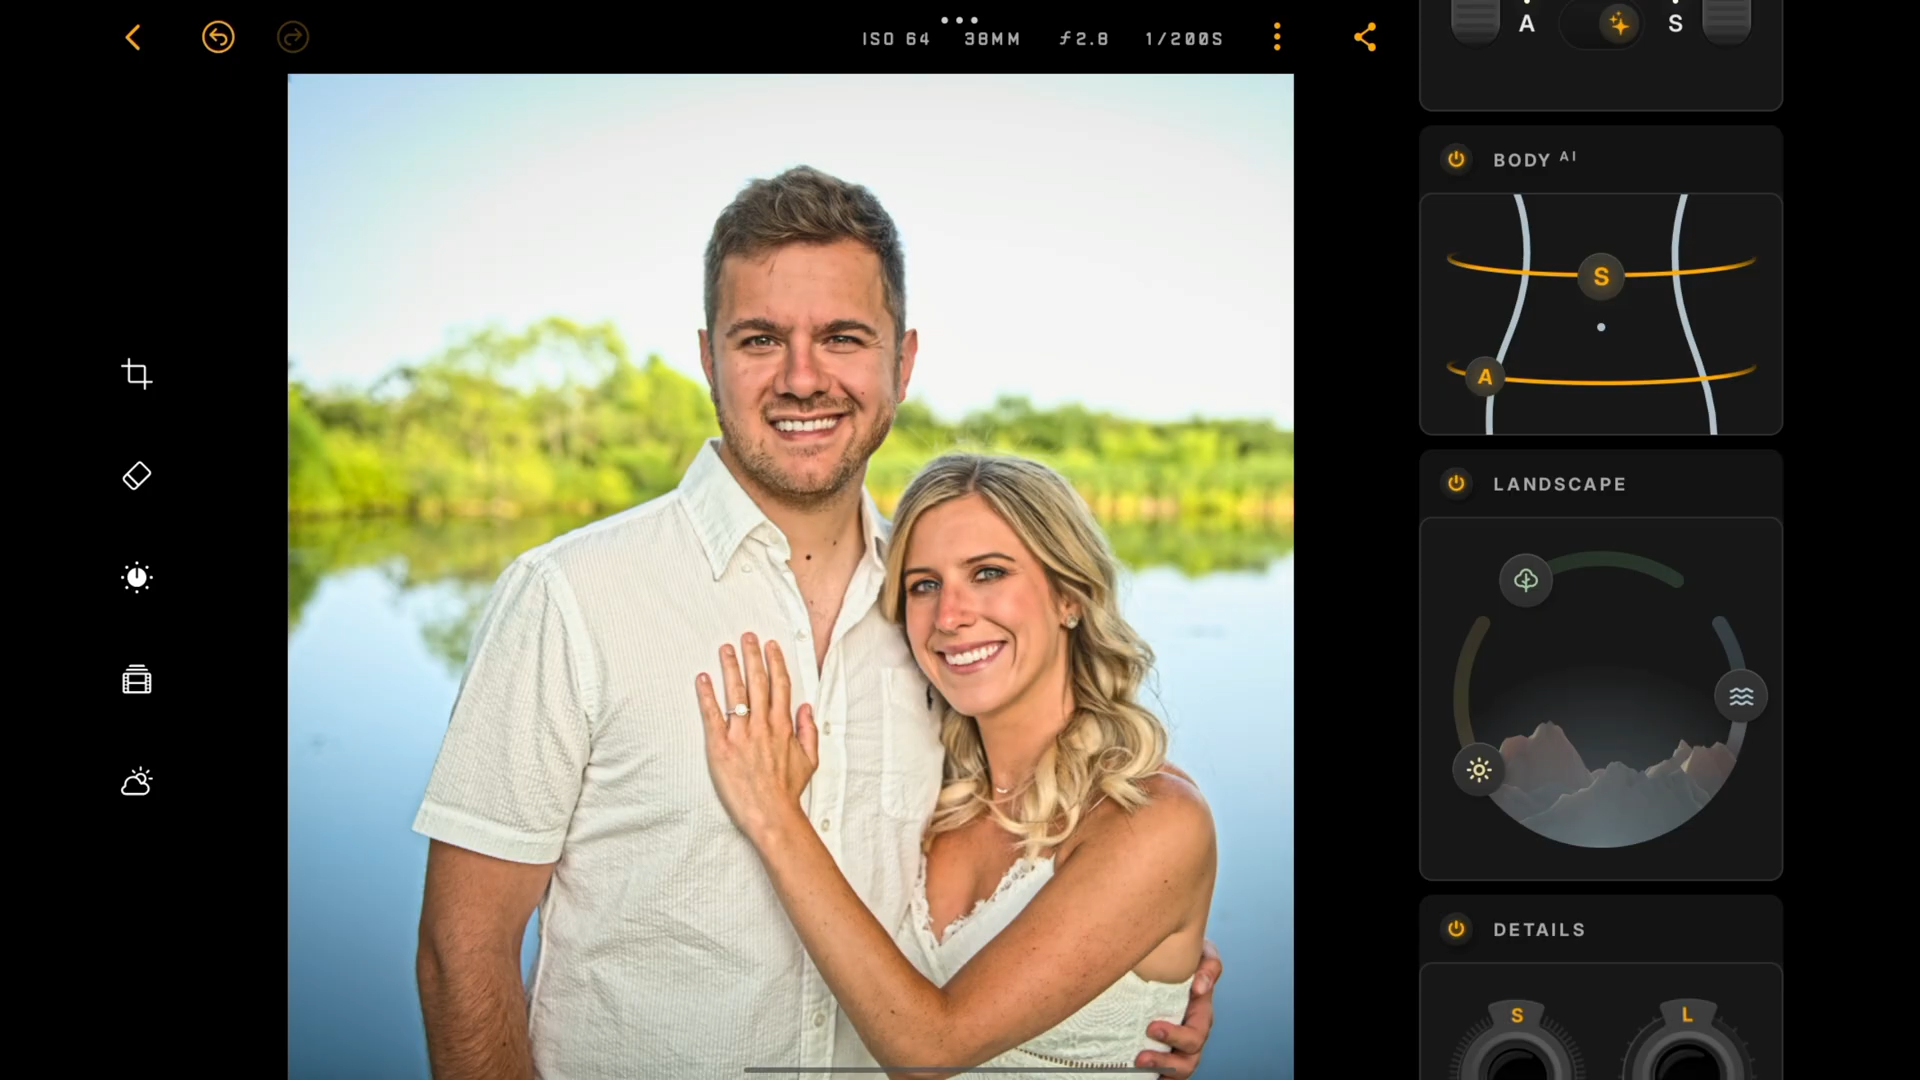 ISO 64 38MM ƒ2.8 1/200S
A S
BODY AI
S
A
LANDSCAPE
DETAILS
S L